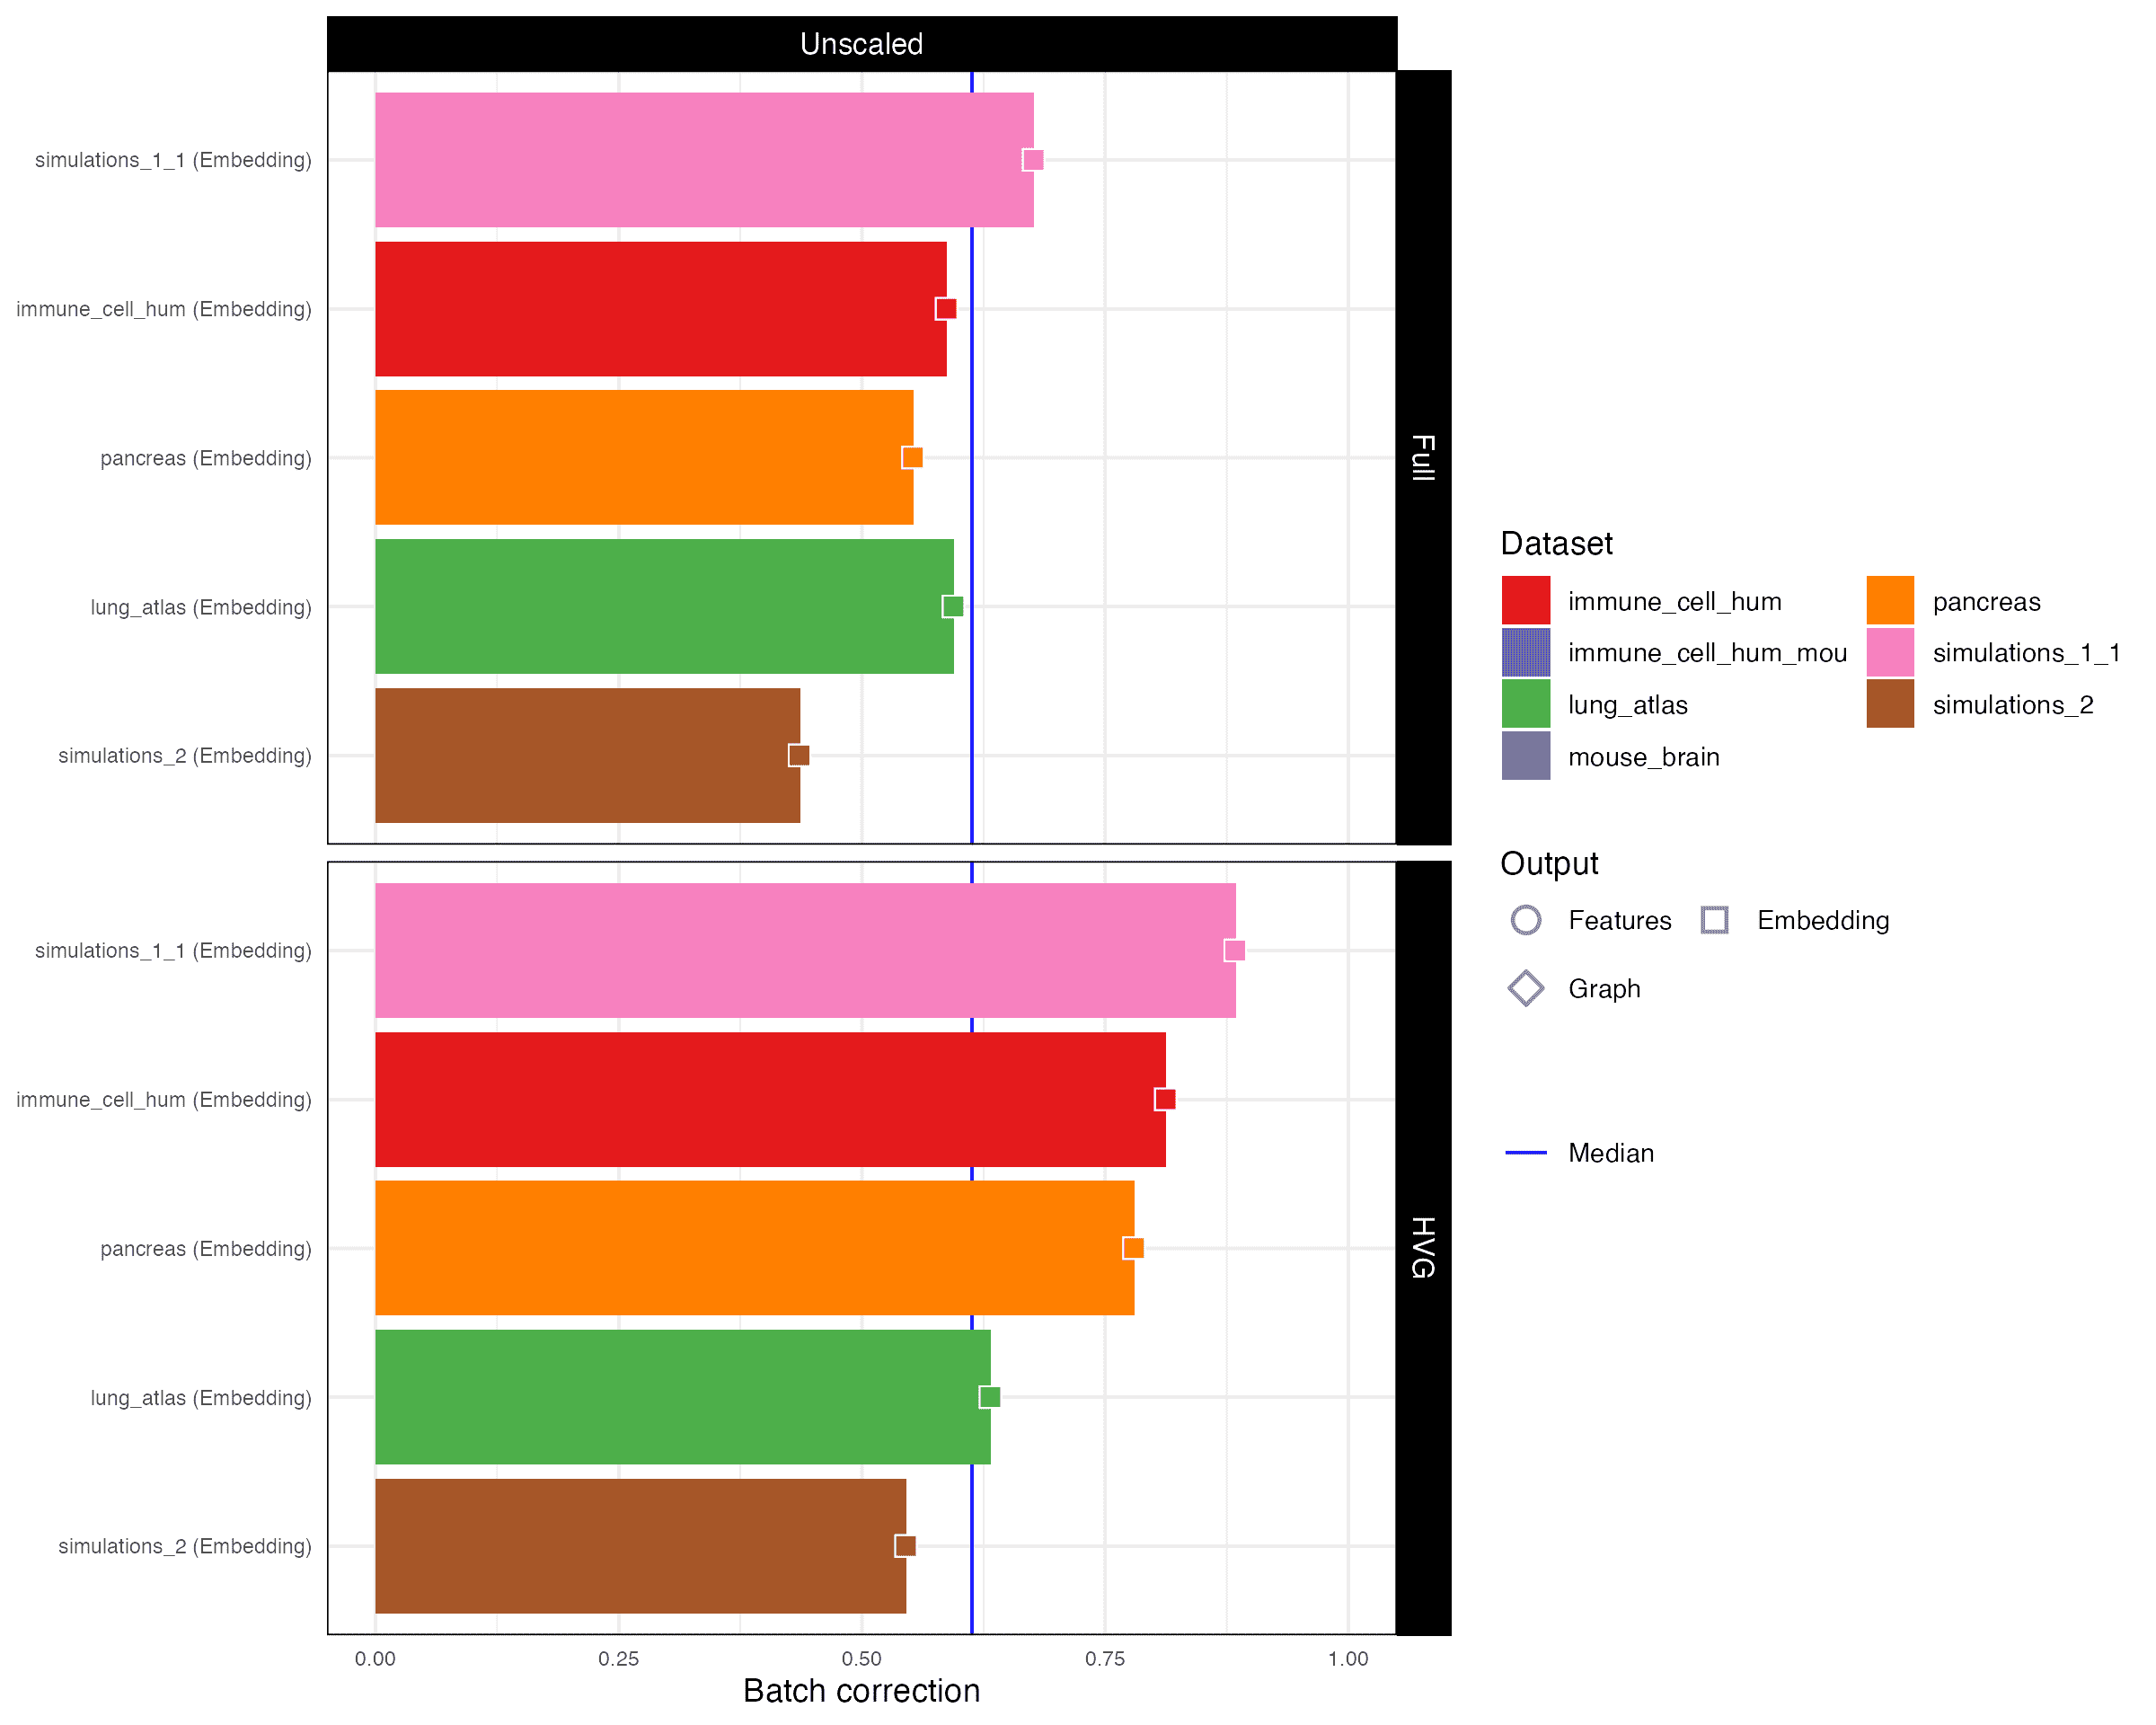 Unscaled
simulations_1_1 (Embedding)
immune_cell_hum (Embedding)
pancreas (Embedding)
lung_atlas (Embedding)
simulations_2 (Embedding)
Full
simulations_1_1 (Embedding)
immune_cell_hum (Embedding)
pancreas (Embedding)
lung_atlas (Embedding)
simulations_2 (Embedding)
HVG
0.00 0.25 0.50 0.75 1.00
Batch correction
Dataset
immune_cell_hum pancreas
immune_cell_hum_mou simulations_1_1
lung_atlas simulations_2
mouse_brain
Output
Features Embedding
Graph
Median